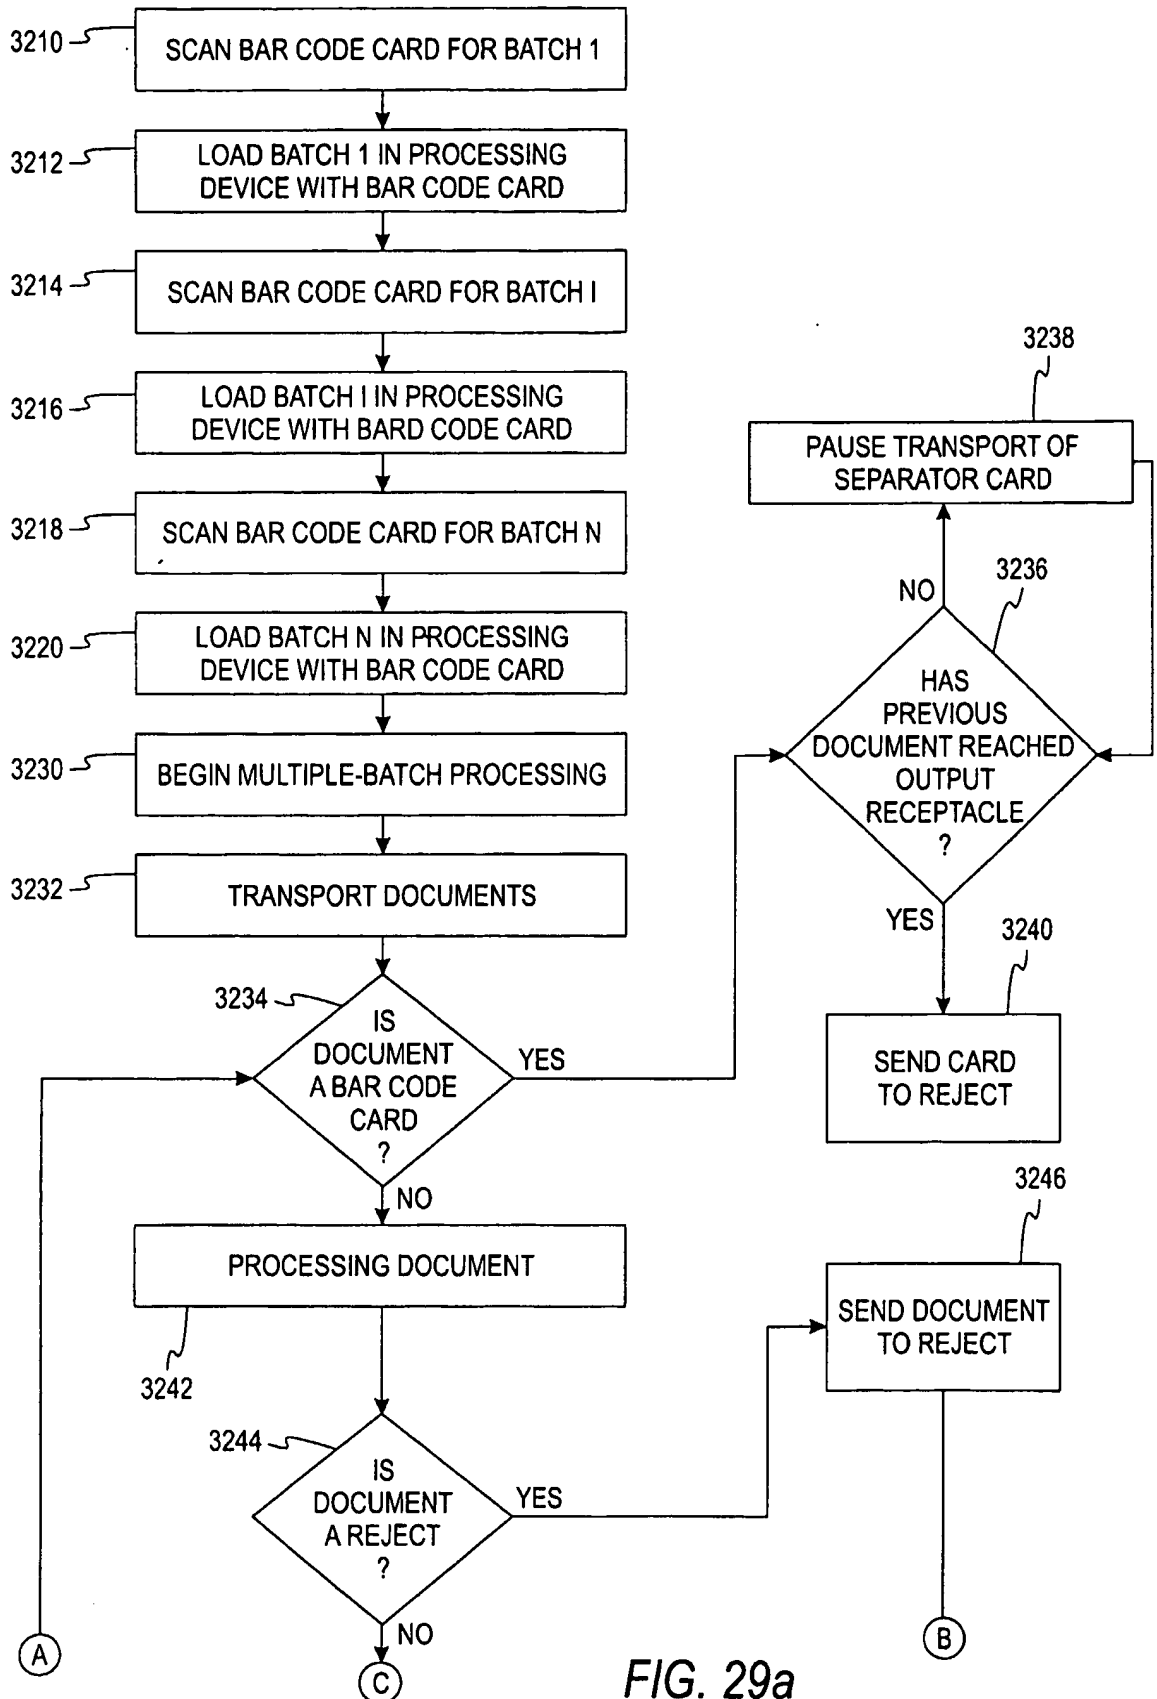 3210
SCAN BAR CODE CARD FOR BATCH 1
3212
LOAD BATCH 1 IN PROCESSING
DEVICE WITH BAR CODE CARD
3214
SCAN BAR CODE CARD FOR BATCH I
3216
LOAD BATCH I IN PROCESSING
DEVICE WITH BARD CODE CARD
3218
SCAN BAR CODE CARD FOR BATCH N
3220
LOAD BATCH N IN PROCESSING
DEVICE WITH BAR CODE CARD
3230
BEGIN MULTIPLE-BATCH PROCESSING
3232
TRANSPORT DOCUMENTS
3234
IS
DOCUMENT
A BAR CODE
CARD
?
YES
NO
3238
PAUSE TRANSPORT OF
SEPARATOR CARD
NO
3236
HAS
PREVIOUS
DOCUMENT REACHED
OUTPUT
RECEPTACLE
?
YES
3240
SEND CARD
TO REJECT
PROCESSING DOCUMENT
3242
3244
IS
DOCUMENT
A REJECT
?
YES
NO
3246
SEND DOCUMENT
TO REJECT
A
C
B
FIG. 29a